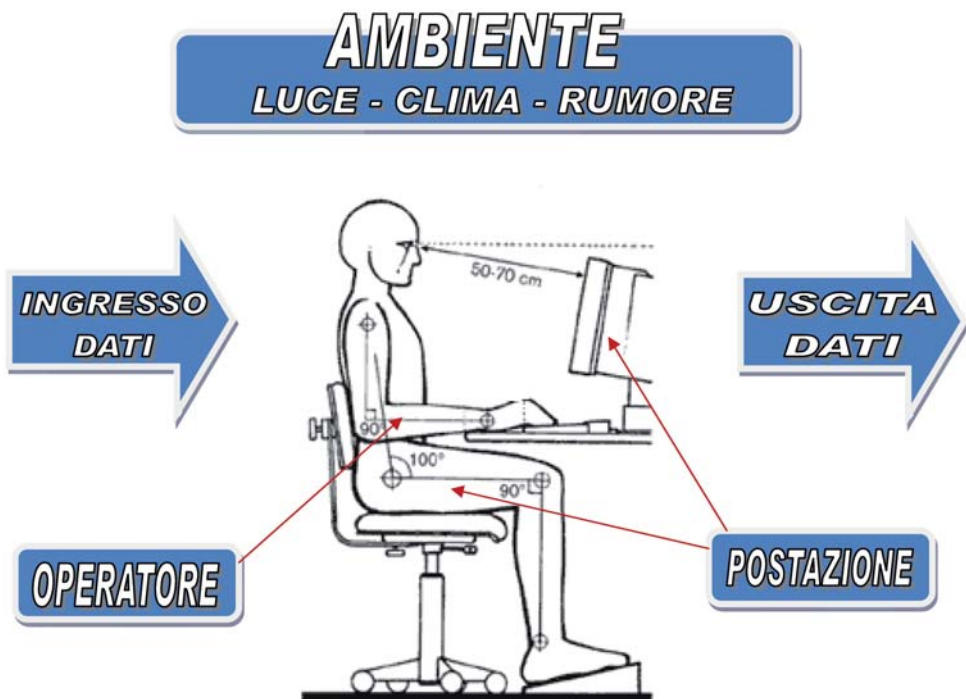 AMBIENTE
LUCE - CLIMA - RUMORE
INGRESSO
DATI
50-70 cm
USCITA
DATI
90°
100°
90°
OPERATORE
POSTAZIONE